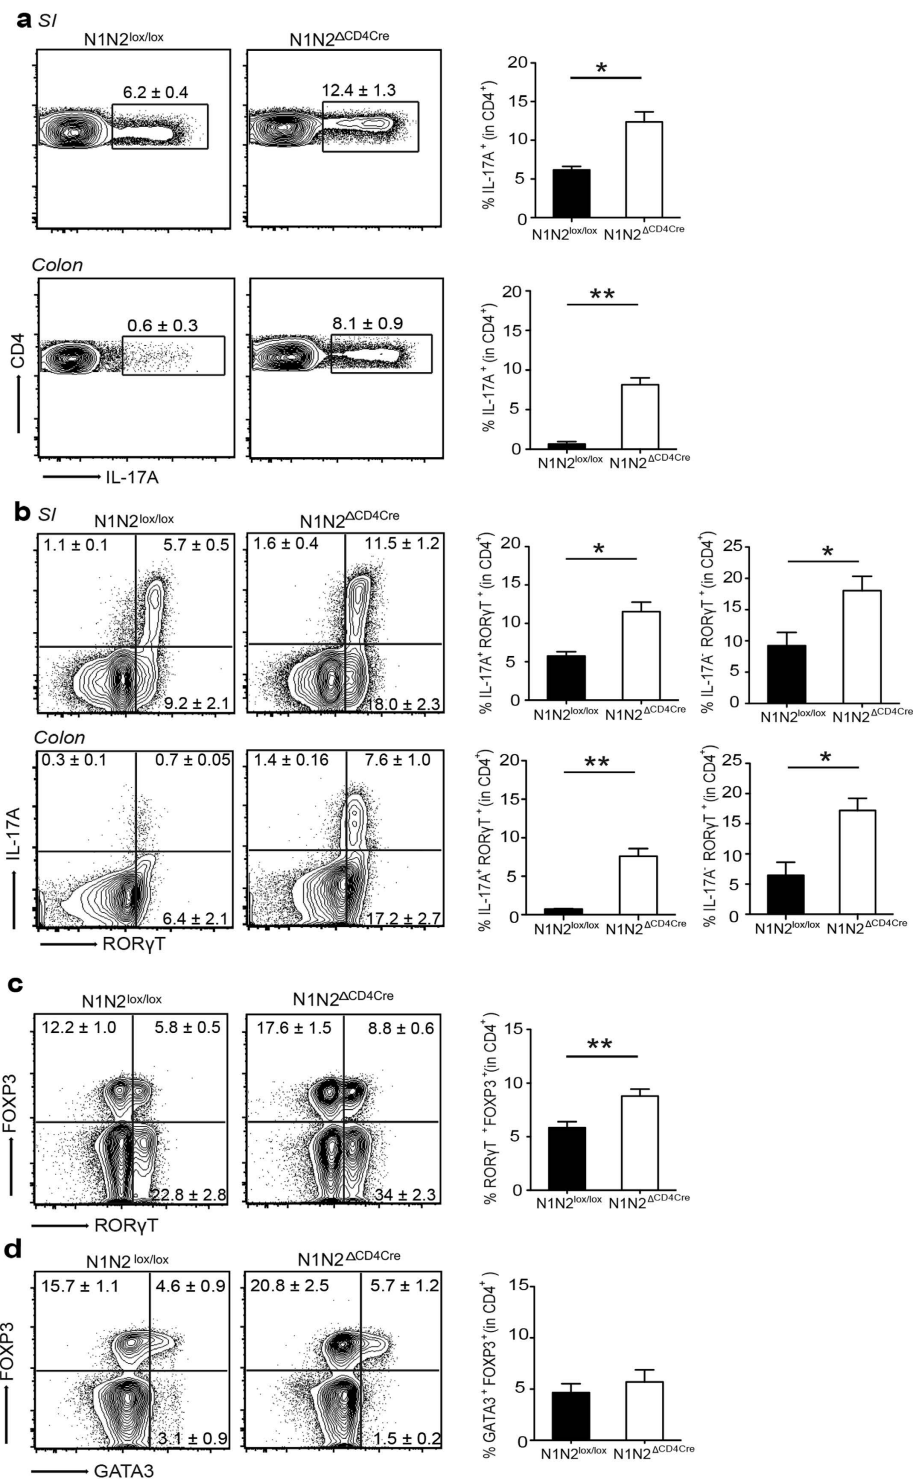 a SI
N1N2lox/lox N1N2ΔCD4Cre
6.2 ± 0.4 12.4 ± 1.3
% IL-17A+ (in CD4+)
20
15
10
5
0
*
N1N2lox/lox N1N2ΔCD4Cre
Colon
0.6 ± 0.3 8.1 ± 0.9
CD4
IL-17A
% IL-17A+ (in CD4+)
20
15
10
5
0
**
N1N2lox/lox N1N2ΔCD4Cre
b SI
N1N2lox/lox N1N2ΔCD4Cre
1.1 ± 0.1 5.7 ± 0.5 1.6 ± 0.4 11.5 ± 1.2
9.2 ± 2.1 18.0 ± 2.3
% IL-17A+ RORγT+ (in CD4+)
20
15
10
5
0
*
N1N2lox/lox N1N2ΔCD4Cre
% IL-17A- RORγT+ (in CD4+)
25
20
15
10
5
0
*
N1N2lox/lox N1N2ΔCD4Cre
Colon
0.3 ± 0.1 0.7 ± 0.05 1.4 ± 0.16 7.6 ± 1.0
6.4 ± 2.1 17.2 ± 2.7
IL-17A
RORγT
% IL-17A+ RORγT+ (in CD4+)
20
15
10
5
0
**
N1N2lox/lox N1N2ΔCD4Cre
% IL-17A- RORγT+ (in CD4+)
25
20
15
10
5
0
*
N1N2lox/lox N1N2ΔCD4Cre
c
N1N2lox/lox N1N2ΔCD4Cre
12.2 ± 1.0 5.8 ± 0.5 17.6 ± 1.5 8.8 ± 0.6
22.8 ± 2.8 34 ± 2.3
FOXP3
RORγT
% RORγT+FOXP3+(in CD4+)
15
10
5
0
**
N1N2lox/lox N1N2ΔCD4Cre
d
N1N2lox/lox N1N2ΔCD4Cre
15.7 ± 1.1 4.6 ± 0.9 20.8 ± 2.5 5.7 ± 1.2
3.1 ± 0.9 1.5 ± 0.2
FOXP3
GATA3
% GATA3+ FOXP3+(in CD4+)
15
10
5
0
N1N2lox/lox N1N2ΔCD4Cre